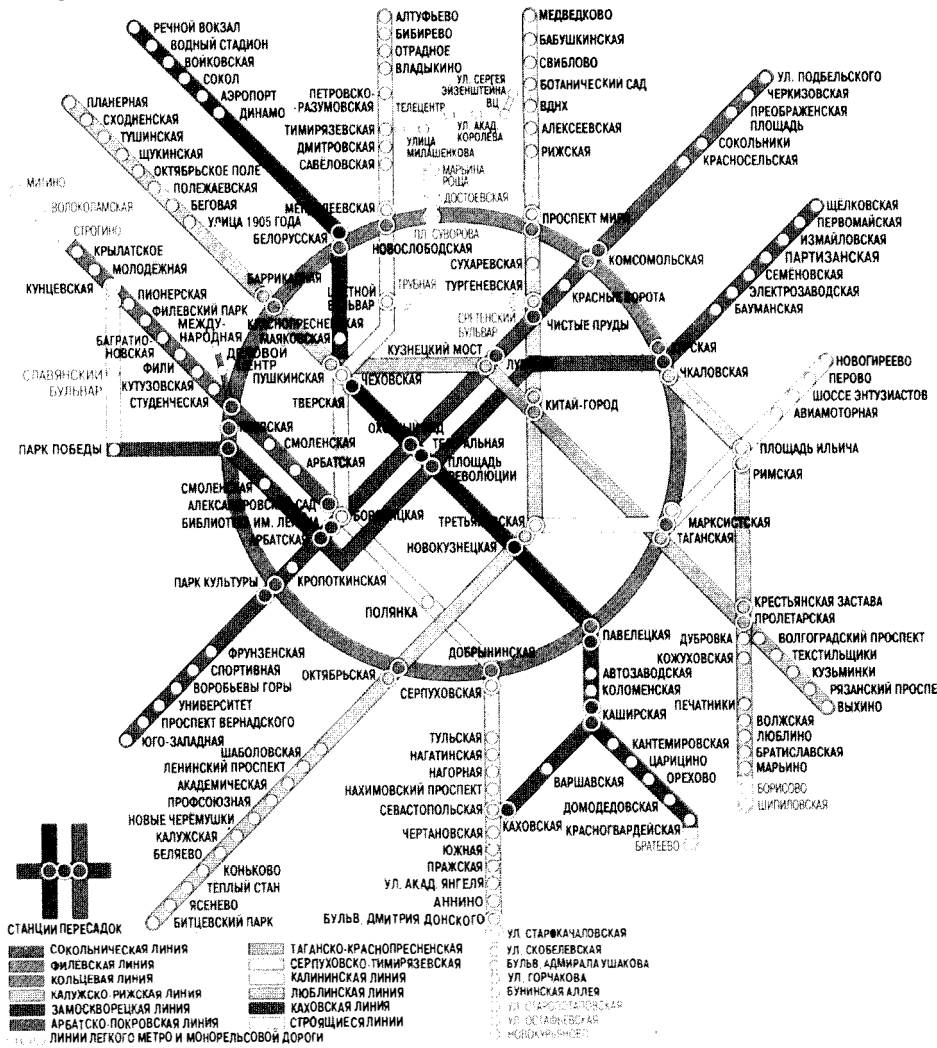 РЕЧНОЙ ВОКЗАЛ
ВОДНЫЙ СТАДИОН
ВОЙКОВСКАЯ
СОКОЛ
АЭРОПОРТ
ДИНАМО
АЛТУФЬЕВО
БИБИРЕВО
ОТРАДНОЕ
ВЛАДЫКИНО
ПЕТРОВСКО-
РАЗУМОВСКАЯ
ТИМИРЯЗЕВСКАЯ
ДМИТРОВСКАЯ
САВЁЛОВСКАЯ
УЛ. СЕРГЕЯ
ЭЙЗЕНШТЕЙНА
ВЦ
ТЕЛЕЦЕНТР
УЛ. АКАД.
КОРОЛЕВА
УЛИЦА
МИЛАШЕНКОВА
МАРЬИНА
РОЩА
ДОСТОЕВСКАЯ
ПЛ. СУВОРОВА
МЕДВЕДКОВО
БАБУШКИНСКАЯ
СВИБЛОВО
БОТАНИЧЕСКИЙ САД
ВДНХ
АЛЕКСЕЕВСКАЯ
РИЖСКАЯ
ПРОСПЕКТ МИРА
СУХАРЕВСКАЯ
ТУРГЕНЕВСКАЯ
СРЕТЕНСКИЙ
БУЛЬВАР
УЛ. ПОДБЕЛЬСКОГО
ЧЕРКИЗОВСКАЯ
ПРЕОБРАЖЕНСКАЯ
ПЛОЩАДЬ
СОКОЛЬНИКИ
КРАСНОСЕЛЬСКАЯ
КОМСОМОЛЬСКАЯ
КРАСНЫЕ ВОРОТА
ЧИСТЫЕ ПРУДЫ
ЩЁЛКОВСКАЯ
ПЕРВОМАЙСКАЯ
ИЗМАЙЛОВСКАЯ
ПАРТИЗАНСКАЯ
СЕМЁНОВСКАЯ
ЭЛЕКТРОЗАВОДСКАЯ
БАУМАНСКАЯ
ЧКАЛОВСКАЯ
ПЛАНЕРНАЯ
СХОДНЕНСКАЯ
ТУШИНСКАЯ
ЩУКИНСКАЯ
ОКТЯБРЬСКОЕ ПОЛЕ
ПОЛЕЖАЕВСКАЯ
БЕГОВАЯ
УЛИЦА 1905 ГОДА
БЕЛОРУССКАЯ
НОВОСЛОБОДСКАЯ
БАРРИКАДНАЯ
КРАСНОПРЕСНЕНСКАЯ
МАЯКОВСКАЯ
БУЛЬВАР
ТРУБНАЯ
МИТИНО
ВОЛОКОЛАМСКАЯ
СТРОГИНО
КРЫЛАТСКОЕ
МОЛОДЕЖНАЯ
КУНЦЕВСКАЯ
ПИОНЕРСКАЯ
ФИЛЕВСКИЙ ПАРК
МЕЖДУ-
НАРОДНАЯ
ДЕЛОВОЙ
ЦЕНТР
БАГРАТИО-
НОВСКАЯ
ФИЛИ
КУТУЗОВСКАЯ
СТУДЕНЧЕСКАЯ
СЛАВЯНСКИЙ
БУЛЬВАР
ПАРК ПОБЕДЫ
КУЗНЕЦКИЙ МОСТ
ПУШКИНСКАЯ
ЧЕХОВСКАЯ
ТВЕРСКАЯ
КИТАЙ-ГОРОД
СМОЛЕНСКАЯ
АРБАТСКАЯ
ПЛОЩАДЬ
РЕВОЛЮЦИИ
СМОЛЕНСКАЯ
АЛЕКСАНДРОВСКИЙ САД
БИБЛИОТЕКА ИМ. ЛЕНИНА
АРБАТСКАЯ
НОВОГИРЕЕВО
ПЕРОВО
ШОССЕ ЭНТУЗИАСТОВ
АВИАМОТОРНАЯ
ПЛОЩАДЬ ИЛЬИЧА
РИМСКАЯ
МАРКСИСТСКАЯ
ТАГАНСКАЯ
НОВОКУЗНЕЦКАЯ
КРОПОТКИНСКАЯ
ПАРК КУЛЬТУРЫ
ПОЛЯНКА
ФРУНЗЕНСКАЯ
СПОРТИВНАЯ
ВОРОБЬЕВЫ ГОРЫ
УНИВЕРСИТЕТ
ПРОСПЕКТ ВЕРНАДСКОГО
ЮГО-ЗАПАДНАЯ
ОКТЯБРЬСКАЯ
ДОБРЫНИНСКАЯ
СЕРПУХОВСКАЯ
ПАВЕЛЕЦКАЯ
АВТОЗАВОДСКАЯ
КОЛОМЕНСКАЯ
КАШИРСКАЯ
КРЕСТЬЯНСКАЯ ЗАСТАВА
ПРОЛЕТАРСКАЯ
ДУБРОВКА
ВОЛГОГРАДСКИЙ ПРОСПЕКТ
КОЖУХОВСКАЯ
ТЕКСТИЛЬЩИКИ
КУЗЬМИНКИ
РЯЗАНСКИЙ ПРОСПЕ
ВЫХИНО
ПЕЧАТНИКИ
ВОЛЖСКАЯ
ЛЮБЛИНО
БРАТИСЛАВСКАЯ
МАРЬИНО
БОРИСОВО
ШИПИЛОВСКАЯ
ШАБОЛОВСКАЯ
ЛЕНИНСКИЙ ПРОСПЕКТ
АКАДЕМИЧЕСКАЯ
ПРОФСОЮЗНАЯ
НОВЫЕ ЧЕРЁМУШКИ
КАЛУЖСКАЯ
БЕЛЯЕВО
КОНЬКОВО
ТЕПЛЫЙ СТАН
ЯСЕНЕВО
БИТЦЕВСКИЙ ПАРК
ТУЛЬСКАЯ
НАГАТИНСКАЯ
НАГОРНАЯ
НАХИМОВСКИЙ ПРОСПЕКТ
СЕВАСТОПОЛЬСКАЯ
ЧЕРТАНОВСКАЯ
ЮЖНАЯ
ПРАЖСКАЯ
УЛ. АКАД. ЯНГЕЛЯ
АННИНО
БУЛЬВ. ДМИТРИЯ ДОНСКОГО
КАНТЕМИРОВСКАЯ
ЦАРИЦИНО
ОРЕХОВО
ВАРШАВСКАЯ
КАХОВСКАЯ
ДОМОДЕДОВСКАЯ
КРАСНОГВАРДЕЙСКАЯ
БРАТЕЕВО
УЛ. СТАРОКАЧАЛОВСКАЯ
УЛ. СКОБЕЛЕВСКАЯ
БУЛЬВ. АДМИРАЛА УШАКОВА
УЛ. ГОРЧАКОВА
БУНИНСКАЯ АЛЛЕЯ
УЛ. ОСТАФЬЕВСКАЯ
СТАНЦИИ ПЕРЕСАДОК
СОКОЛЬНИЧЕСКАЯ ЛИНИЯ
ФИЛЕВСКАЯ ЛИНИЯ
КОЛЬЦЕВАЯ ЛИНИЯ
КАЛУЖСКО-РИЖСКАЯ ЛИНИЯ
ЗАМОСКВОРЕЦКАЯ ЛИНИЯ
АРБАТСКО-ПОКРОВСКАЯ ЛИНИЯ
ЛИНИИ ЛЕГКОГО МЕТРО И МОНОРЕЛЬСОВОЙ ДОРОГИ
ТАГАНСКО-КРАСНОПРЕСНЕНСКАЯ
СЕРПУХОВСКО-ТИМИРЯЗЕВСКАЯ
КАЛИНИНСКАЯ ЛИНИЯ
ЛЮБЛИНСКАЯ ЛИНИЯ
КАХОВСКАЯ ЛИНИЯ
СТРОЯЩИЕСЯ ЛИНИИ